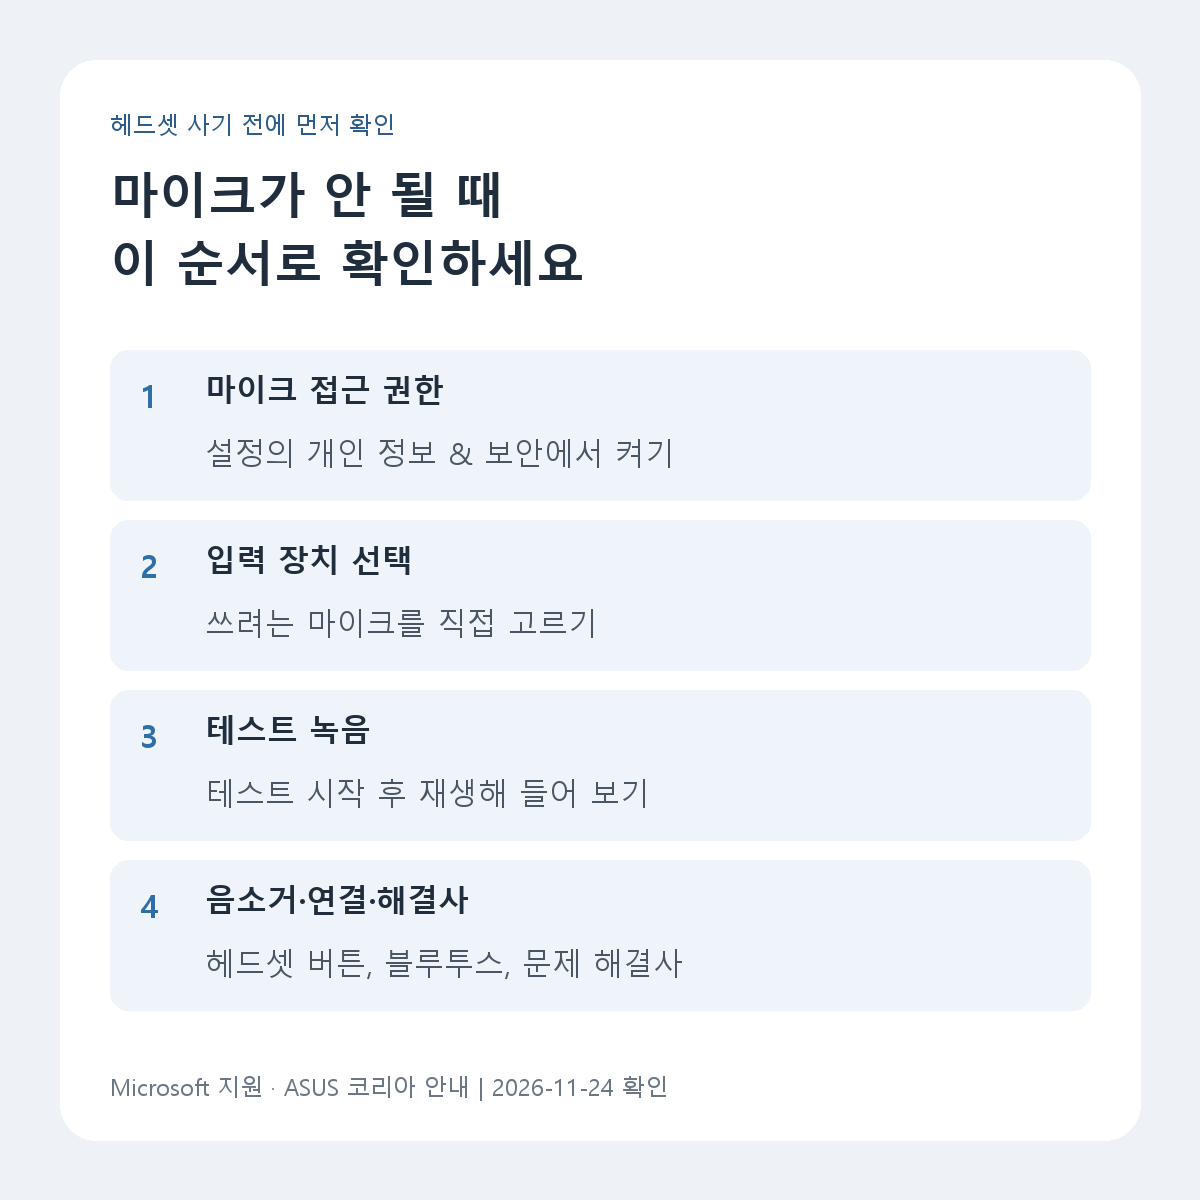 헤드셋 사기 전에 먼저 확인
마이크가 안 될 때
이 순서로 확인하세요
1 마이크 접근 권한
설정의 개인 정보 & 보안에서 켜기
2 입력 장치 선택
쓰려는 마이크를 직접 고르기
3 테스트 녹음
테스트 시작 후 재생해 들어 보기
4 음소거·연결·해결사
헤드셋 버튼, 블루투스, 문제 해결사
Microsoft 지원 · ASUS 코리아 안내 | 2026-11-24 확인